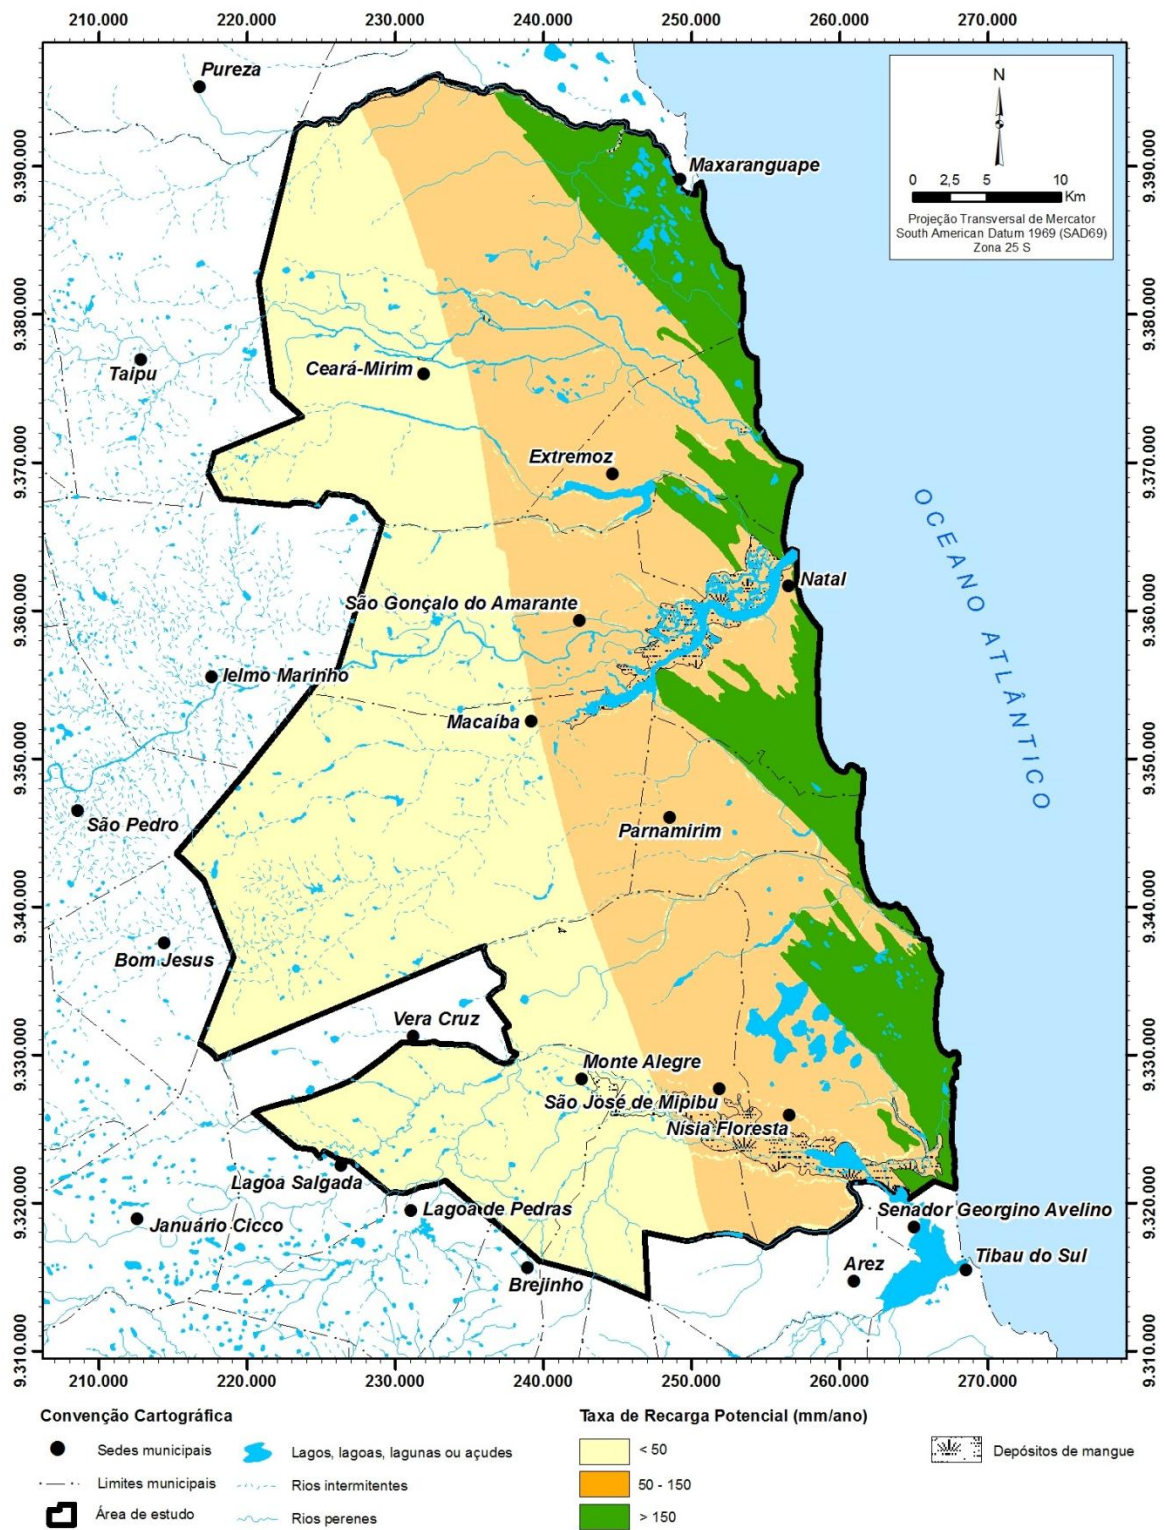 210.000 220.000 230.000 240.000 250.000 260.000 270.000
Pureza
N
0 2,5 5 10
Km
Projeção Transversal de Mercator
South American Datum 1969 (SAD69)
Zona 25 S
9.390.000 9.390.000
Maxaranguape
9.380.000 9.380.000
Taipu
Ceará-Mirim
9.370.000 9.370.000
Extremoz
OCEANO ATLÂNTICO
Natal
São Gonçalo do Amarante
9.360.000 9.360.000
Ielmo Marinho
Macaíba
9.350.000 9.350.000
São Pedro
Parnamirim
9.340.000 9.340.000
Bom Jesus
Vera Cruz
9.330.000 9.330.000
Monte Alegre
São José de Mipibu
Nísia Floresta
Lagoa Salgada
9.320.000 9.320.000
Januário Cicco
Lagoa de Pedras
Senador Georgino Avelino
Tibau do Sul
Arez
Brejinho
9.310.000 9.310.000
210.000 220.000 230.000 240.000 250.000 260.000 270.000
Convenção Cartográfica
Sedes municipais
Limites municipais
Área de estudo
Lagos, lagoas, lagunas ou açudes
Rios intermitentes
Rios perenes
Taxa de Recarga Potencial (mm/ano)
< 50
50 - 150
> 150
Depósitos de mangue